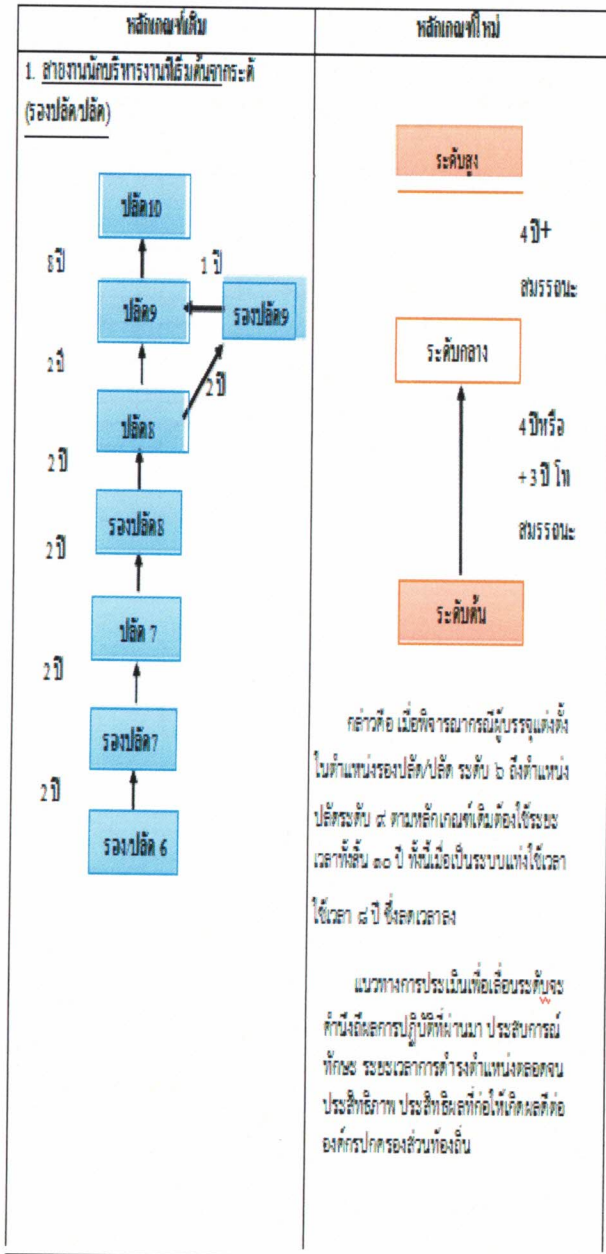 หลักเกณฑ์เดิม
หลักเกณฑ์ใหม่
1. สายงานนักบริหารงานที่เริ่มต้นจากระดั
(รองปลัด/ปลัด)
ปลัด10
8 ปี
1 ปี
ปลัด9
รองปลัด9
2 ปี
2 ปี
ปลัด8
2 ปี
รองปลัด8
2 ปี
ปลัด 7
2 ปี
รองปลัด7
2 ปี
รอง/ปลัด 6
ระดับสูง
4 ปี+
สมรรถนะ
ระดับกลาง
4 ปีหรือ
+3 ปี โท
สมรรถนะ
ระดับต้น
กล่าวคือ เมื่อพิจารณากรณีผู้บรรจุแต่งตั้ง
ในตำแหน่งรองปลัด/ปลัด ระดับ ๖ ถึงตำแหน่ง
ปลัดระดับ ๙ ตามหลักเกณฑ์เดิมต้องใช้ระยะ
เวลาทั้งสิ้น ๑๐ ปี ทั้งนี้เมื่อเป็นระบบแท่งใช้เวลา
ใช้เวลา ๘ ปี ซึ่งลดเวลาลง
แนวทางการประเมินเพื่อเลื่อนระดับจะ
คำนึงถึผลการปฏิบัติที่ผ่านมา ประสบการณ์
ทักษะ ระยะเวลาการดำรงตำแหน่งตลอดจน
ประสิทธิภาพ ประสิทธิผลที่ก่อให้เกิดผลดีต่อ
องค์กรปกครองส่วนท้องถิ่น